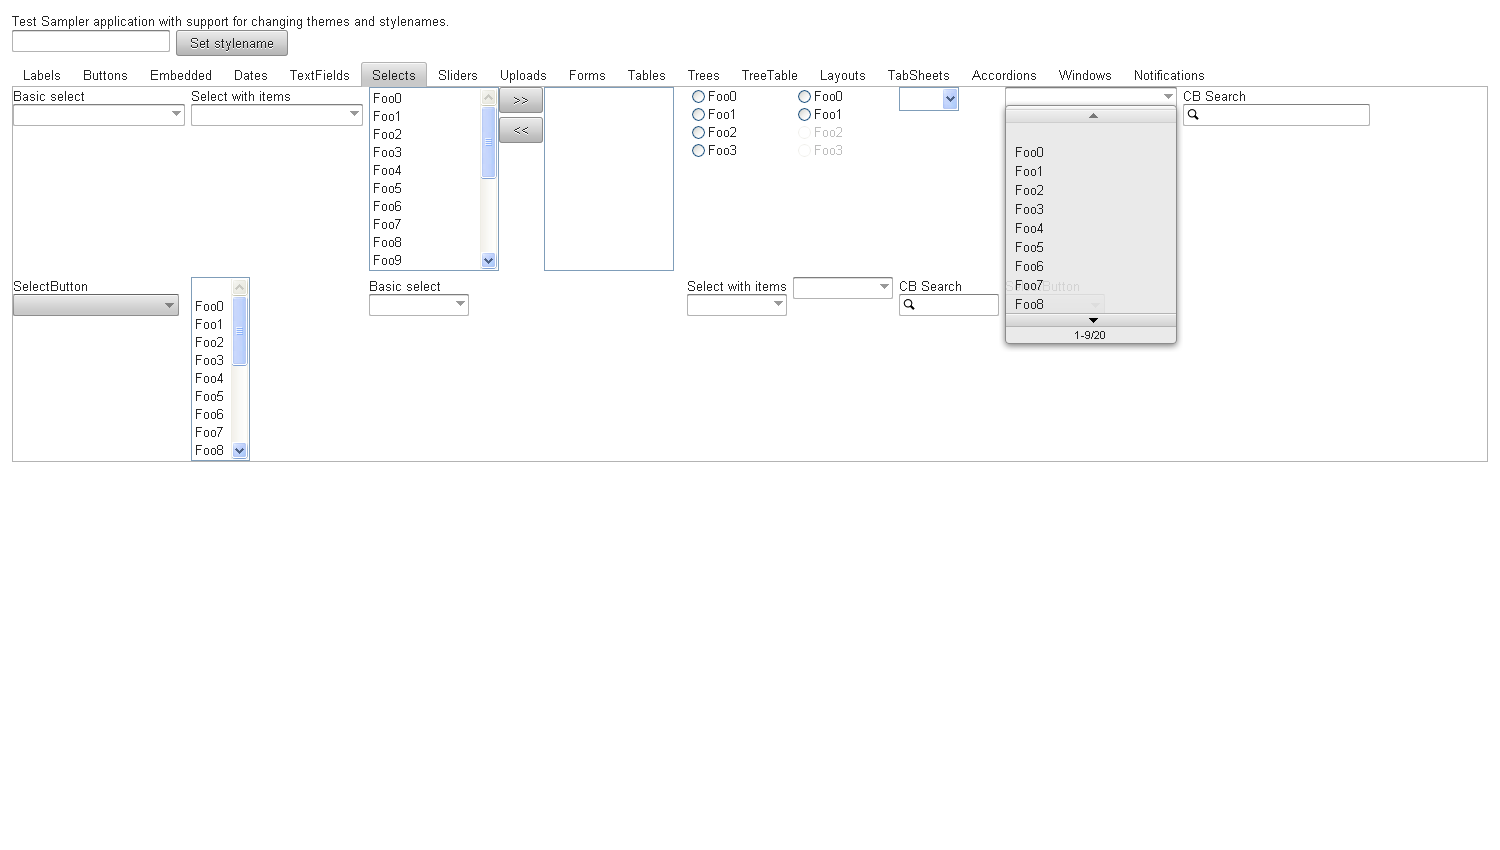 Test Sampler application with support for changing themes and stylenames.
Set stylename
Labels Buttons Embedded Dates TextFields Selects Sliders Uploads Forms Tables Trees TreeTable Layouts TabSheets Accordions Windows Notifications
Basic select
Select with items
Foo0
Foo1
Foo2
Foo3
Foo4
Foo5
Foo6
Foo7
Foo8
Foo9
>>
<<
Foo0
Foo1
Foo2
Foo3
Foo0
Foo1
Foo2
Foo3
Foo0
Foo1
Foo2
Foo3
Foo4
Foo5
Foo6
Foo7
Foo8
1-9/20
CB Search
SelectButton
Foo0
Foo1
Foo2
Foo3
Foo4
Foo5
Foo6
Foo7
Foo8
Basic select
Select with items
CB Search
SelectButton